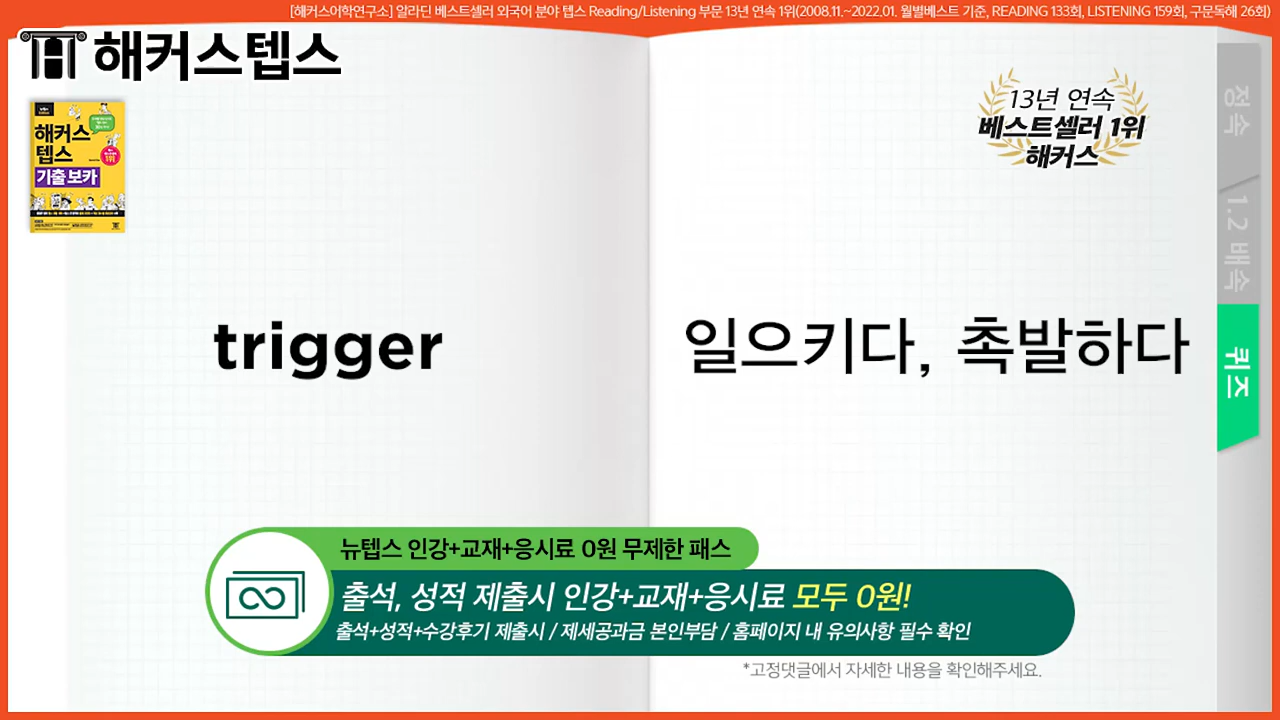 [해커스어학연구소] 알라딘 베스트셀러 외국어 분야 텝스 Reading/Listening 부문 13년 연속 1위(2008.11.~2022.01. 월별베스트 기준, READING 133회, LISTENING 159회, 구문독해 26회)
해커스텝스
해커스
텝스
기출 보카
13년 연속
베스트셀러 1위
해커스
정속
1.2 배속
퀴즈
trigger
일으키다, 촉발하다
뉴텝스 인강+교재+응시료 0원 무제한 패스
출석, 성적 제출시 인강+교재+응시료 모두 0원!
출석+성적+수강후기 제출시 / 제세공과금 본인부담 / 홈페이지 내 유의사항 필수 확인
*고정댓글에서 자세한 내용을 확인해주세요.